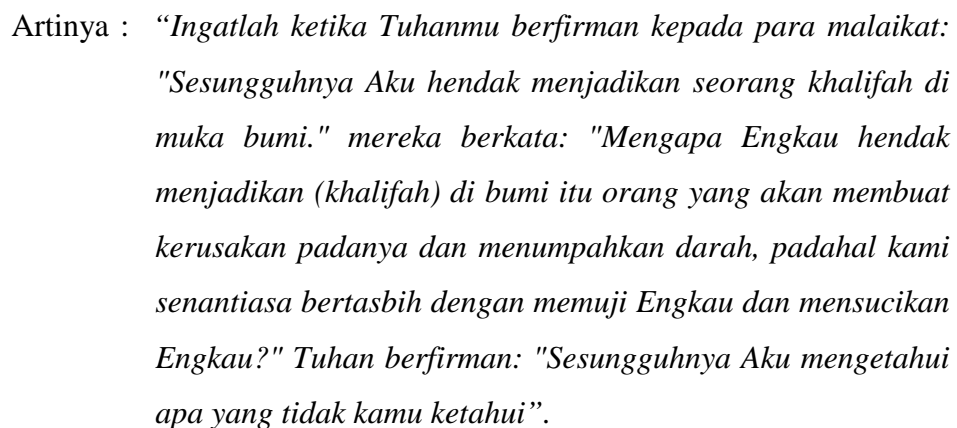 Artinya : “Ingatlah ketika Tuhanmu berfirman kepada para malaikat:
"Sesungguhnya Aku hendak menjadikan seorang khalifah di
muka bumi." mereka berkata: "Mengapa Engkau hendak
menjadikan (khalifah) di bumi itu orang yang akan membuat
kerusakan padanya dan menumpahkan darah, padahal kami
senantiasa bertasbih dengan memuji Engkau dan mensucikan
Engkau?" Tuhan berfirman: "Sesungguhnya Aku mengetahui
apa yang tidak kamu ketahui”.